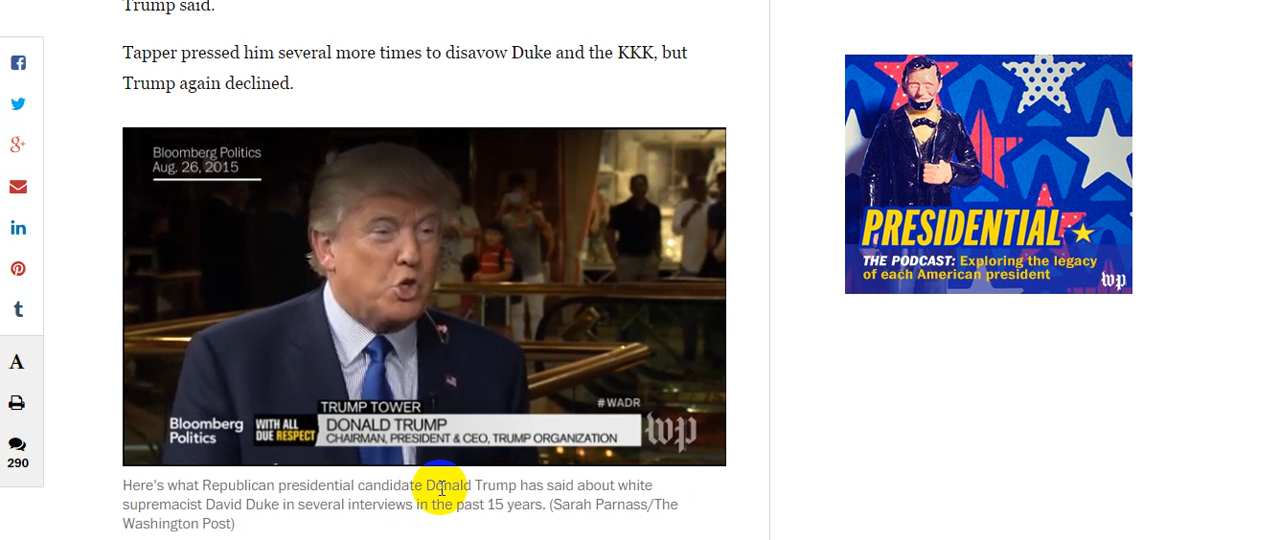 Trump said.
Tapper pressed him several more times to disavow Duke and the KKK, but
Trump again declined.
Bloomberg Politics
Aug. 26, 2015
#WADR
TRUMP TOWER
Bloomberg
Politics
WITH ALL
DUE RESPECT
DONALD TRUMP
CHAIRMAN, PRESIDENT & CEO, TRUMP ORGANIZATION
wp
Here's what Republican presidential candidate Donald Trump has said about white
supremacist David Duke in several interviews in the past 15 years. (Sarah Parnass/The
Washington Post)
A
290
PRESIDENTIAL
THE PODCAST: Exploring the legacy
of each American president
wp